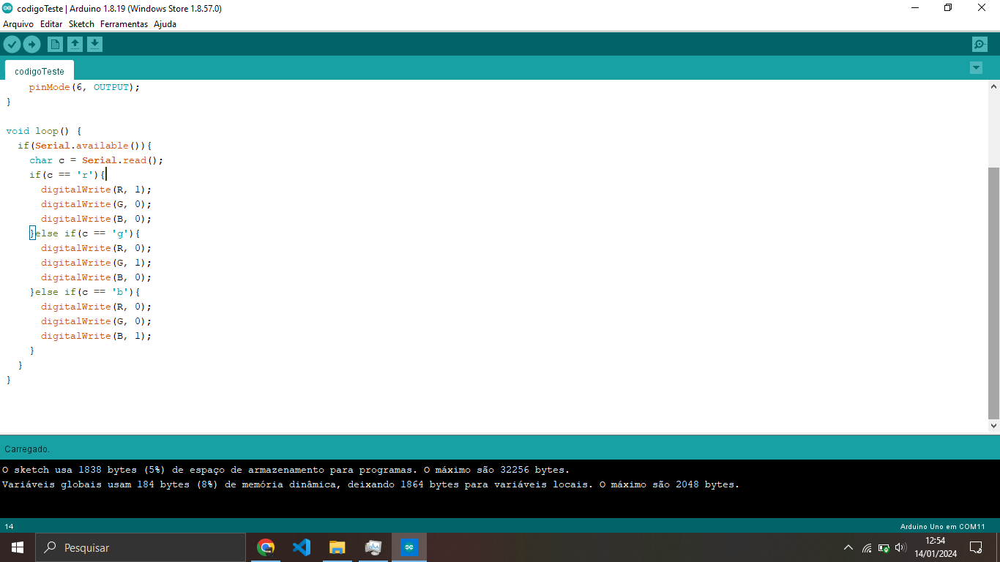 codigoTeste | Arduino 1.8.19 (Windows Store 1.8.57.0)
Arquivo Editar Sketch Ferramentas Ajuda
codigoTeste
    pinMode(6, OUTPUT);
}
void loop() {
  if(Serial.available()){
    char c = Serial.read();
    if(c == 'r'){
      digitalWrite(R, 1);
      digitalWrite(G, 0);
      digitalWrite(B, 0);
    }else if(c == 'g'){
      digitalWrite(R, 0);
      digitalWrite(G, 1);
      digitalWrite(B, 0);
    }else if(c == 'b'){
      digitalWrite(R, 0);
      digitalWrite(G, 0);
      digitalWrite(B, 1);
    }
  }
}
Carregado.
O sketch usa 1838 bytes (5%) de espaço de armazenamento para programas. O máximo são 32256 bytes.
Variáveis globais usam 184 bytes (8%) de memória dinâmica, deixando 1864 bytes para variáveis locais. O máximo são 2048 bytes.
14
Arduino Uno em COM11
Pesquisar
12:54
14/01/2024